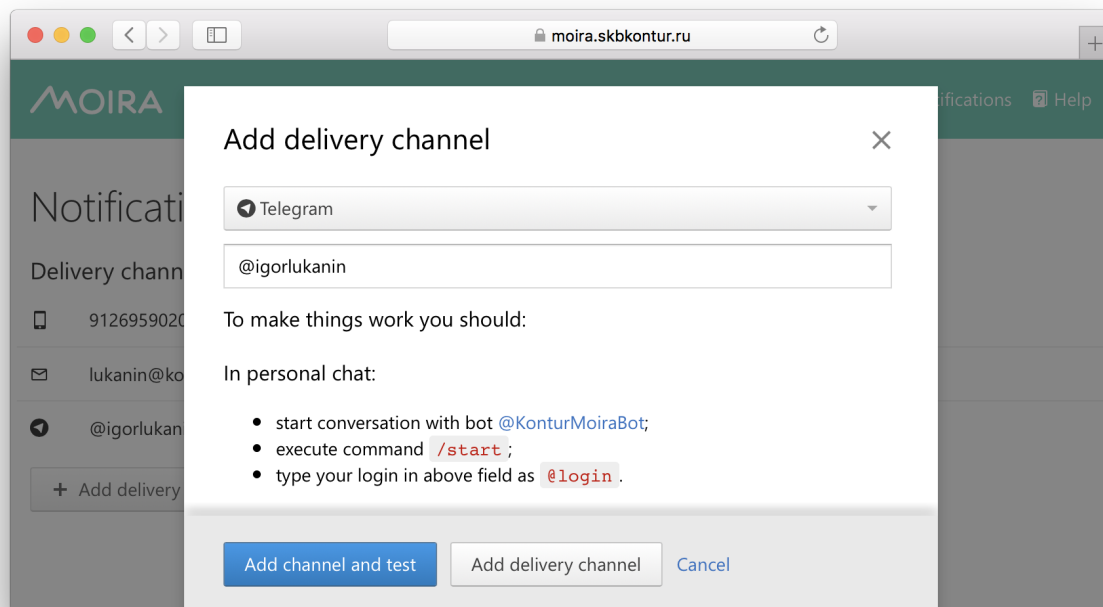 moira.skbkontur.ru
MOIRA
ifications
Help
Add delivery channel
Notificati
Telegram
@igorlukanin
Delivery chann
9126959020
To make things work you should:
lukanin@ko
In personal chat:
@igorlukan
start conversation with bot @KonturMoiraBot;
execute command /start ;
type your login in above field as @login .
+ Add delivery
Add channel and test
Add delivery channel
Cancel